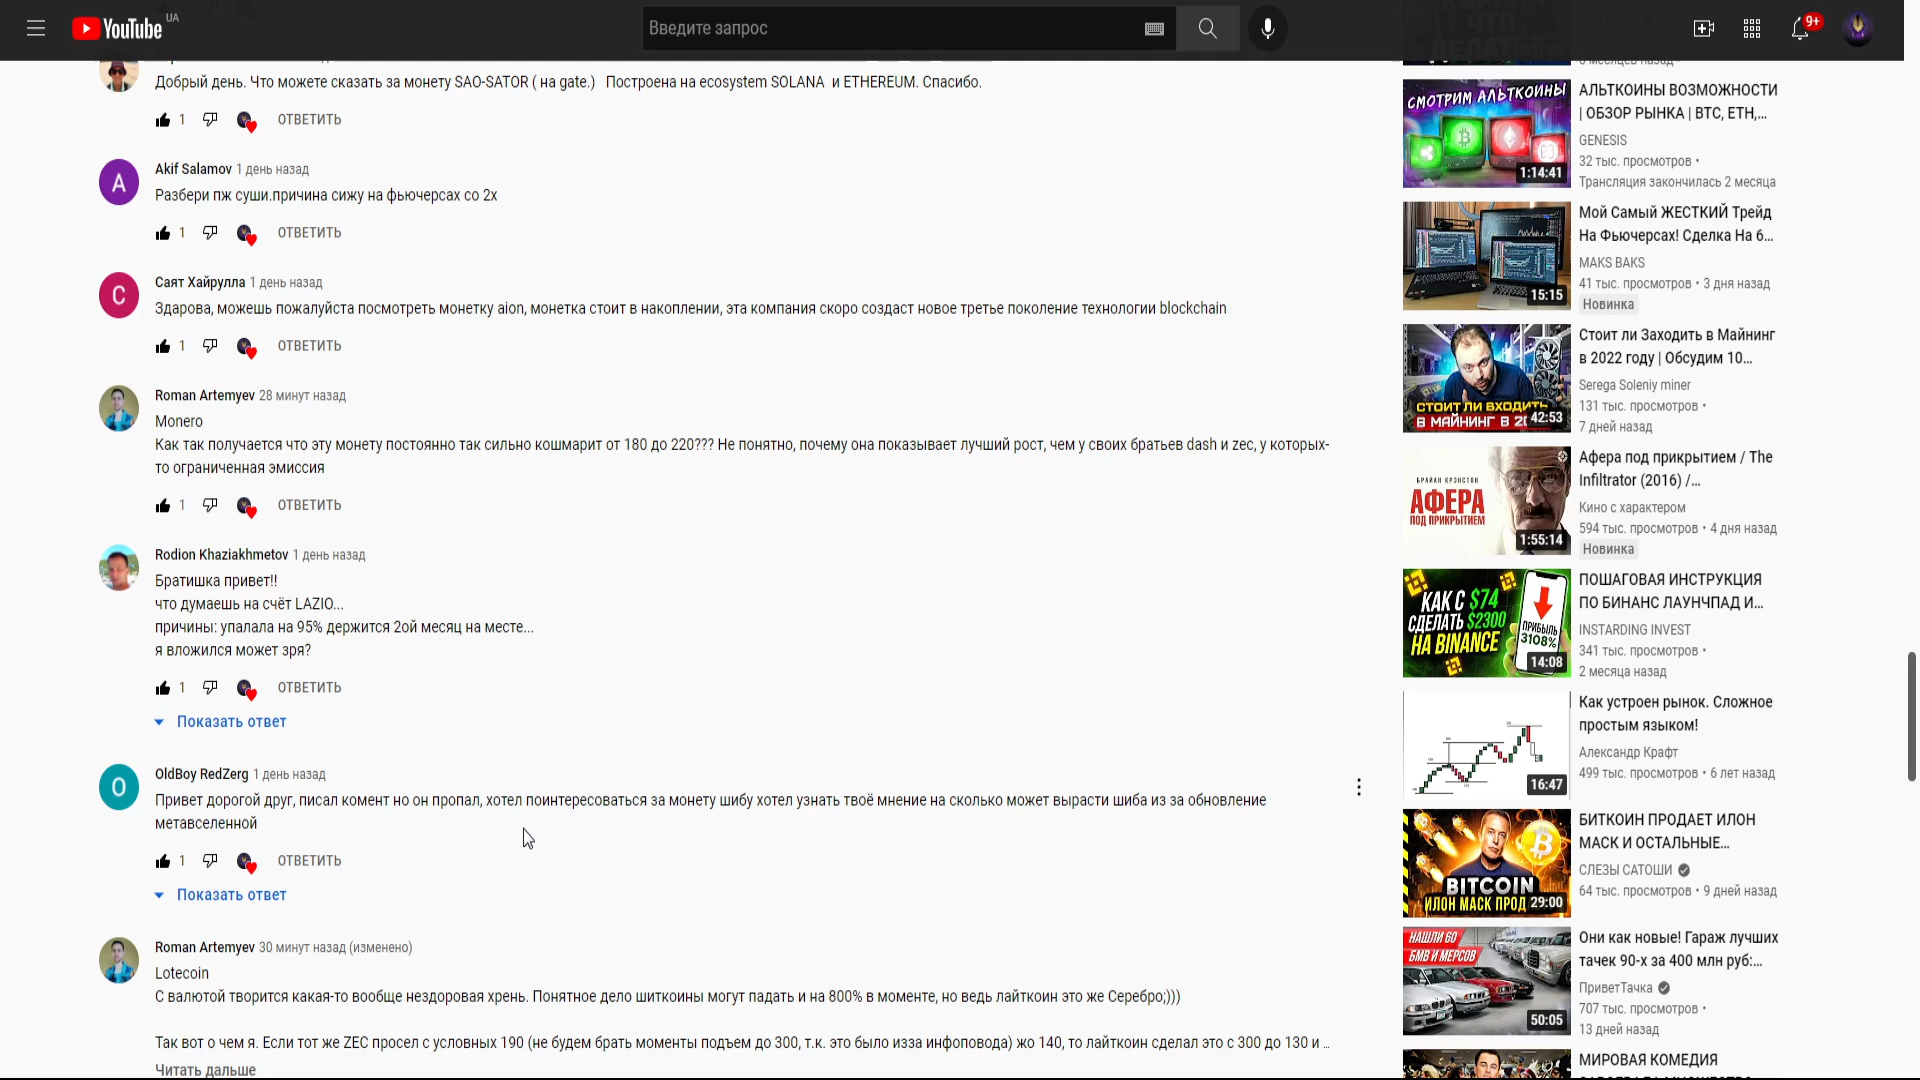 YouTube UA
Введите запрос
9+
Добрый день. Что можете сказать за монету SAO-SATOR ( на gate.) Построена на ecosystem SOLANA и ETHEREUM. Спасибо.
1 ОТВЕТИТЬ
A
Akif Salamov 1 день назад
Разбери пж суши.причина сижу на фьючерсах со 2х
1 ОТВЕТИТЬ
С
Саят Хайрулла 1 день назад
Здарова, можешь пожалуйста посмотреть монетку aion, монетка стоит в накоплении, эта компания скоро создаст новое третье поколение технологии blockchain
1 ОТВЕТИТЬ
Roman Artemyev 28 минут назад
Monero
Как так получается что эту монету постоянно так сильно кошмарит от 180 до 220??? Не понятно, почему она показывает лучший рост, чем у своих братьев dash и zec, у которых-
то ограниченная эмиссия
1 ОТВЕТИТЬ
Rodion Khaziakhmetov 1 день назад
Братишка привет!!
что думаешь на счёт LAZIO...
причины: упалала на 95% держится 2ой месяц на месте...
я вложился может зря?
1 ОТВЕТИТЬ
Показать ответ
O
OldBoy RedZerg 1 день назад
Привет дорогой друг, писал комент но он пропал, хотел поинтересоваться за монету шибу хотел узнать твоё мнение на сколько может вырасти шиба из за обновление
метавселенной
1 ОТВЕТИТЬ
Показать ответ
Roman Artemyev 30 минут назад (изменено)
Lotecoin
С валютой творится какая-то вообще нездоровая хрень. Понятное дело шиткоины могут падать и на 800% в моменте, но ведь лайткоин это же Серебро;)))
Так вот о чем я. Если тот же ZEC просел с условных 190 (не будем брать моменты подъем до 300, т.к. это было изза инфоповода) жо 140, то лайткоин сделал это с 300 до 130 и ...
Читать дальше
СМОТРИМ АЛЬТКОИНЫ
1:14:41
АЛЬТКОИНЫ ВОЗМОЖНОСТИ
| ОБЗОР РЫНКА | BTC, ETH,...
GENESIS
32 тыс. просмотров •
Трансляция закончилась 2 месяца
15:15
Мой Самый ЖЕСТКИЙ Трейд
На Фьючерсах! Сделка На 6...
MAKS BAKS
41 тыс. просмотров • 3 дня назад
Новинка
СТОИТ ЛИ ВХОДИТЬ
В МАЙНИНГ В
42:53
Стоит ли Заходить в Майнинг
в 2022 году | Обсудим 10...
Serega Soleniy miner
131 тыс. просмотров •
7 дней назад
БРАЙАН КРЭНСТОН
АФЕРА
ПОД ПРИКРЫТИЕМ
1:55:14
Афера под прикрытием / The
Infiltrator (2016) /...
Кино с характером
594 тыс. просмотров • 4 дня назад
Новинка
КАК С $74
СДЕЛАТЬ $2300
НА BINANCE
ПРИБЫЛЬ
3108%
14:08
ПОШАГОВАЯ ИНСТРУКЦИЯ
ПО БИНАНС ЛАУНЧПАД И...
INSTARDING INVEST
341 тыс. просмотров •
2 месяца назад
16:47
Как устроен рынок. Сложное
простым языком!
Александр Крафт
499 тыс. просмотров • 6 лет назад
BITCOIN
ИЛОН МАСК ПРОД
29:00
БИТКОИН ПРОДАЕТ ИЛОН
МАСК И ОСТАЛЬНЫЕ...
СЛЕЗЫ САТОШИ
64 тыс. просмотров • 9 дней назад
НАШЛИ 60
БМВ И МЕРСОВ
50:05
Они как новые! Гараж лучших
тачек 90-х за 400 млн руб:...
ПриветТачка
707 тыс. просмотров •
13 дней назад
МИРОВАЯ КОМЕДИЯ